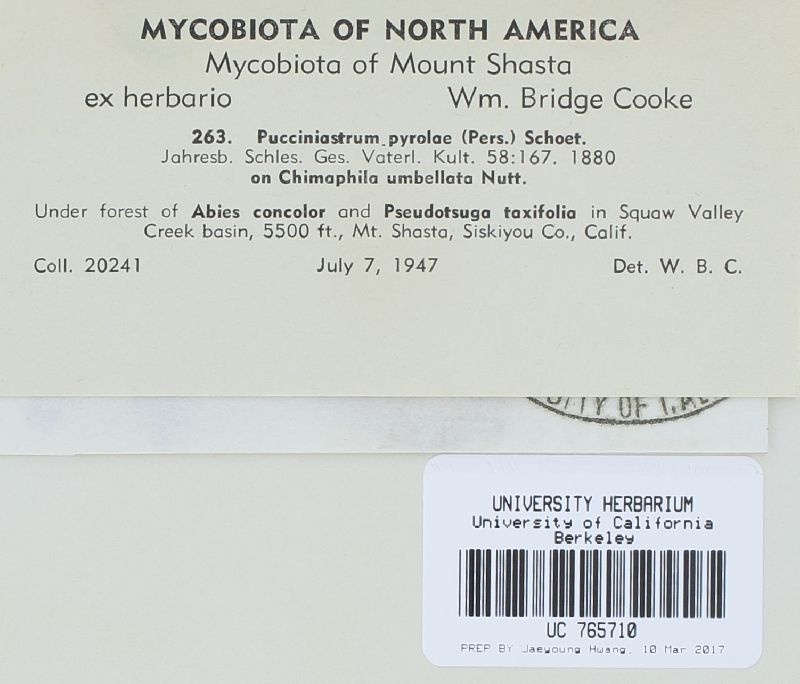 MYCOBIOTA OF NORTH AMERICA
Mycobiota of Mount Shasta
ex herbario Wm. Bridge Cooke
263. Pucciniastrum pyrolae (Pers.) Schoet.
Jahresb. Schles. Ges. Vaterl. Kult. 58:167. 1880
on Chimaphila umbellata Nutt.
Under forest of Abies concolor and Pseudotsuga taxifolia in Squaw Valley
Creek basin, 5500 ft., Mt. Shasta, Siskiyou Co., Calif.
Coll. 20241 July 7, 1947 Det. W. B. C.
OF
UNIVERSITY HERBARIUM
University of California
Berkeley
UC 765710
PREP BY Jaeyoung Hwang, 10 Mar 2017